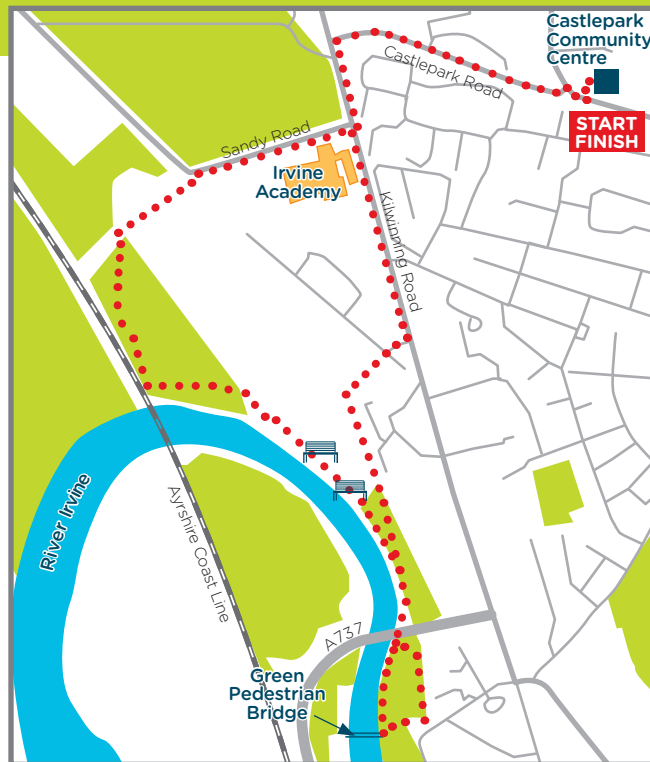 Castlepark
Community
Centre
Castlepark Road
START
FINISH
Sandy Road
Irvine
Academy
Kilwinning Road
River Irvine
Ayrshire Coast Line
A737
Green
Pedestrian
Bridge